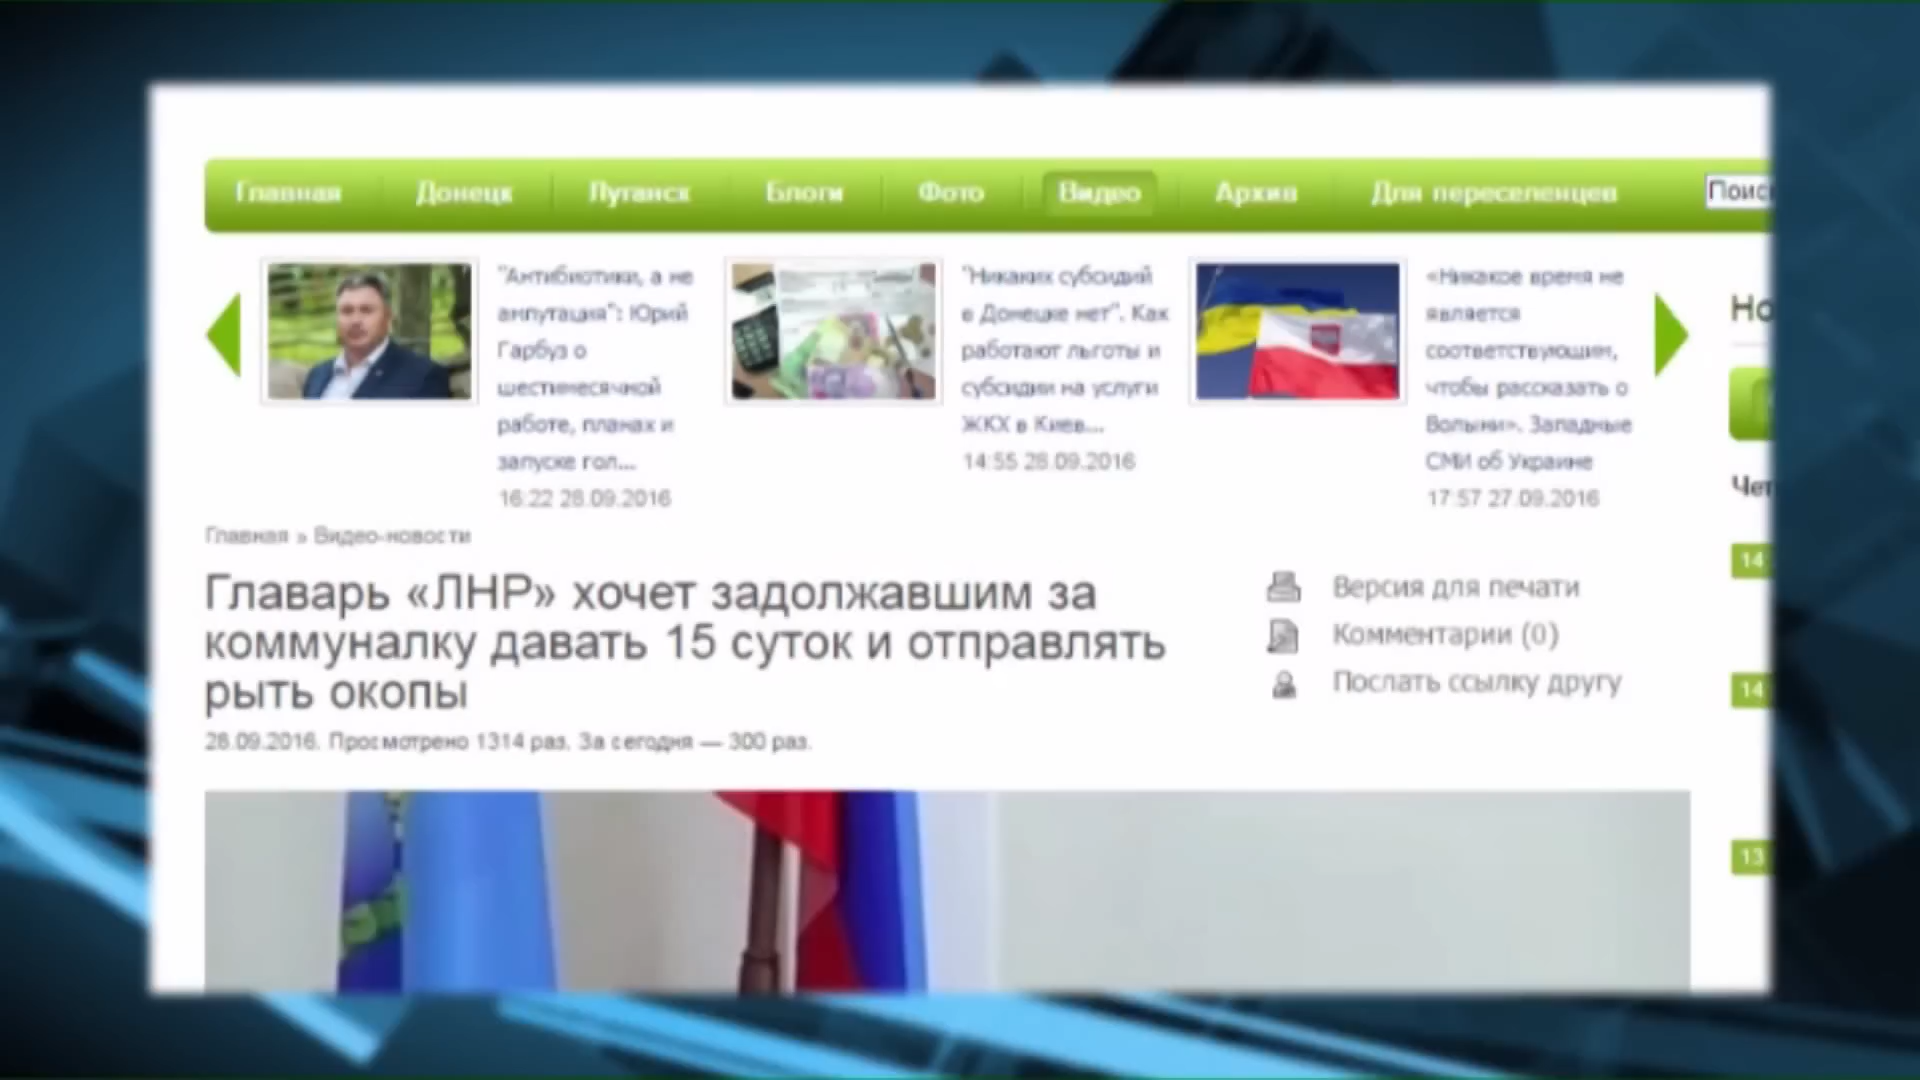 Главная Донецк Луганск Блоги Фото Видео Архив Для переселенцев
"Антибиотики, а не
ампутация": Юрий
Гарбуз о
шестимесячной
работе, планах и
запуске гол...
16:22 28.09.2016
"Никаких субсидий
в Донецке нет". Как
работают льготы и
субсидии на услуги
ЖКХ в Киев...
14:55 28.09.2016
«Никакое время не
является
соответствующим,
чтобы рассказать о
Волыни». Западные
СМИ об Украине
17:57 27.09.2016
Главная » Видео-новости
Главарь «ЛНР» хочет задолжавшим за
коммуналку давать 15 суток и отправлять
рыть окопы
28.09.2016. Просмотрено 1314 раз. За сегодня — 300 раз.
Версия для печати
Комментарии (0)
Послать ссылку другу
14
14
13